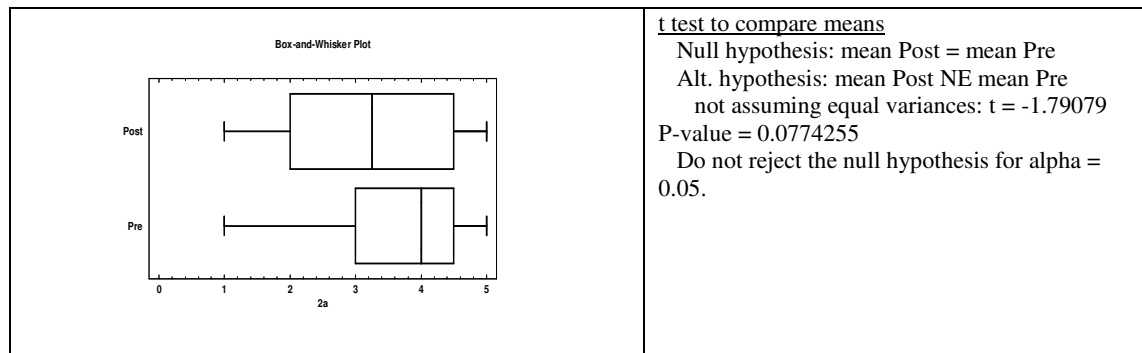 Box-and-Whisker Plot
Post
Pre
0 1 2 3 4 5
2a
t test to compare means
Null hypothesis: mean Post = mean Pre
Alt. hypothesis: mean Post NE mean Pre
not assuming equal variances: t = -1.79079
P-value = 0.0774255
Do not reject the null hypothesis for alpha =
0.05.